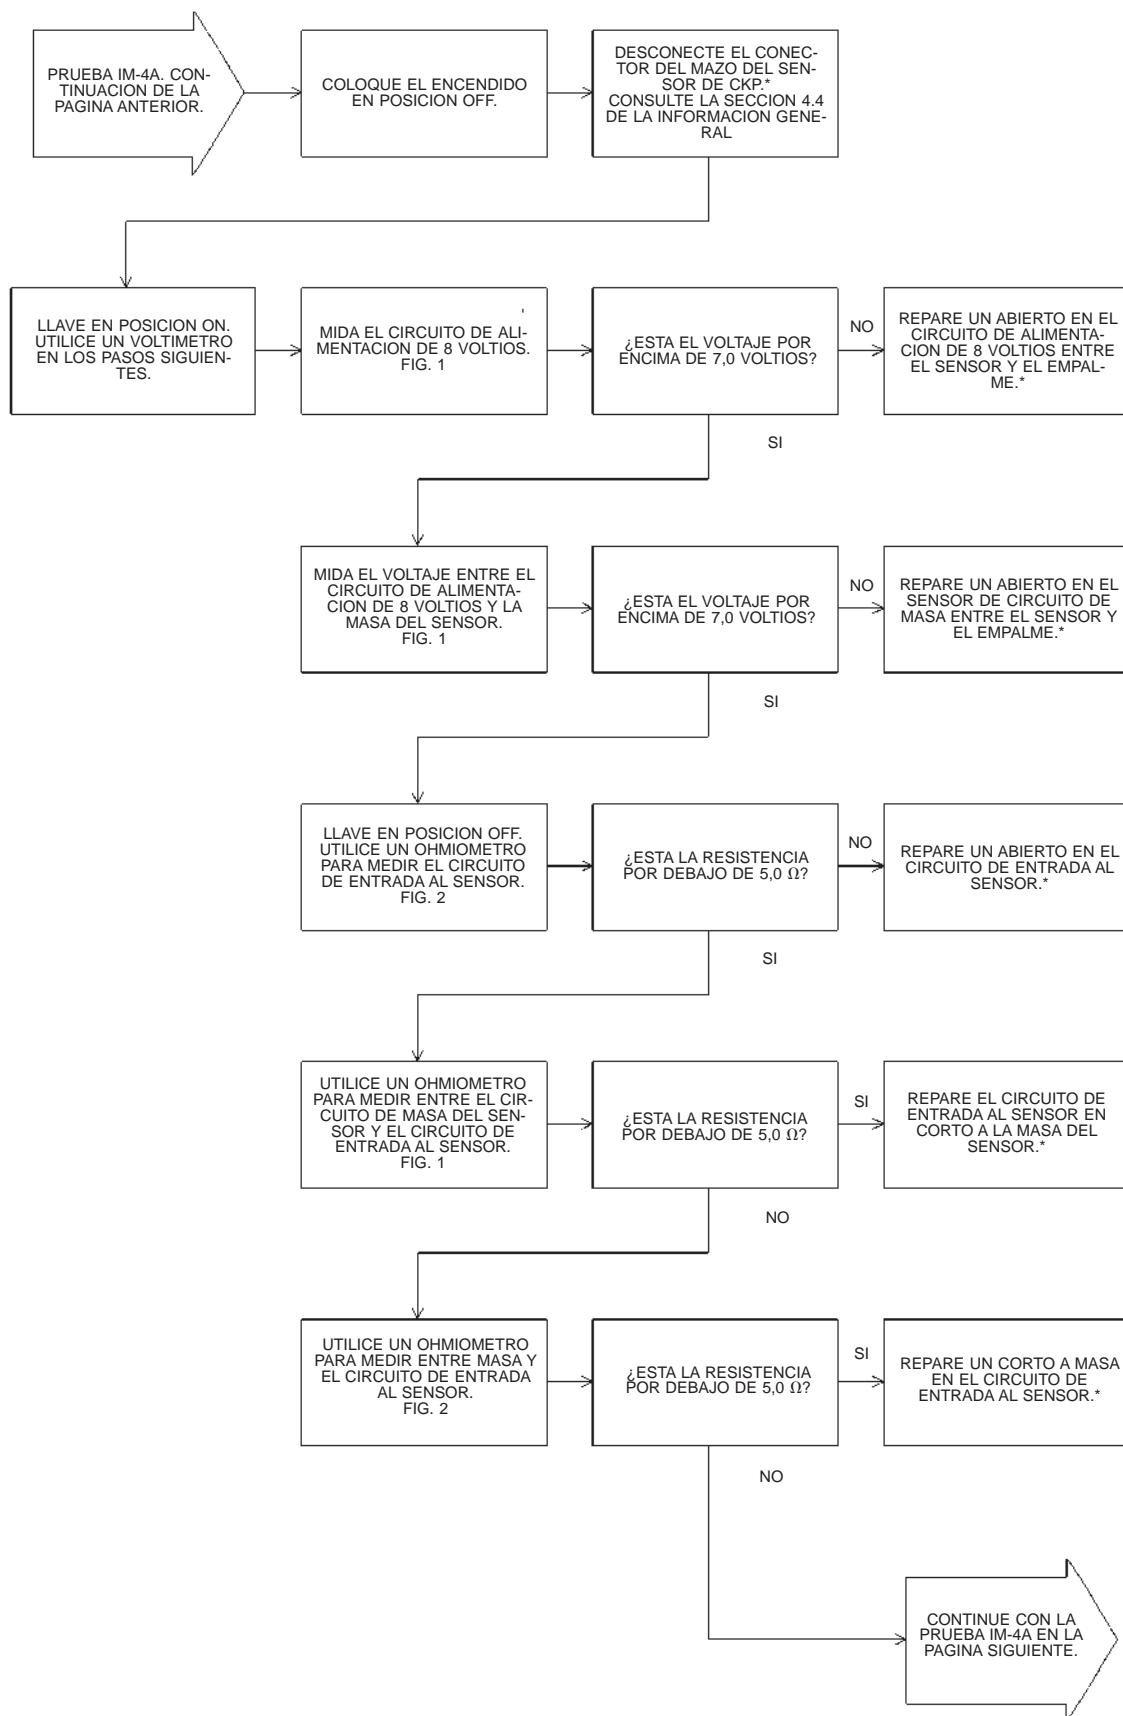 PRUEBA IM-4A. CON-
TINUACION DE LA
PAGINA ANTERIOR.
COLOQUE EL ENCENDIDO
EN POSICION OFF.
DESCONECTE EL CONEC-
TOR DEL MAZO DEL SEN-
SOR DE CKP.*
CONSULTE LA SECCION 4.4
DE LA INFORMACION GENE-
RAL
LLAVE EN POSICION ON.
UTILICE UN VOLTIMETRO
EN LOS PASOS SIGUIEN-
TES.
MIDA EL CIRCUITO DE ALI-
MENTACION DE 8 VOLTIOS.
FIG. 1
¿ESTA EL VOLTAJE POR
ENCIMA DE 7,0 VOLTIOS?
NO
REPARE UN ABIERTO EN EL
CIRCUITO DE ALIMENTA-
CION DE 8 VOLTIOS ENTRE
EL SENSOR Y EL EMPAL-
ME.*
SI
MIDA EL VOLTAJE ENTRE EL
CIRCUITO DE ALIMENTA-
CION DE 8 VOLTIOS Y LA
MASA DEL SENSOR.
FIG. 1
¿ESTA EL VOLTAJE POR
ENCIMA DE 7,0 VOLTIOS?
NO
REPARE UN ABIERTO EN EL
SENSOR DE CIRCUITO DE
MASA ENTRE EL SENSOR Y
EL EMPALME.*
SI
LLAVE EN POSICION OFF.
UTILICE UN OHMIOMETRO
PARA MEDIR EL CIRCUITO
DE ENTRADA AL SENSOR.
FIG. 2
¿ESTA LA RESISTENCIA
POR DEBAJO DE 5,0 Ω?
NO
REPARE UN ABIERTO EN EL
CIRCUITO DE ENTRADA AL
SENSOR.*
SI
UTILICE UN OHMIOMETRO
PARA MEDIR ENTRE EL CIR-
CUITO DE MASA DEL SEN-
SOR Y EL CIRCUITO DE
ENTRADA AL SENSOR.
FIG. 1
¿ESTA LA RESISTENCIA
POR DEBAJO DE 5,0 Ω?
SI
REPARE EL CIRCUITO DE
ENTRADA AL SENSOR EN
CORTO A LA MASA DEL
SENSOR.*
NO
UTILICE UN OHMIOMETRO
PARA MEDIR ENTRE MASA Y
EL CIRCUITO DE ENTRADA
AL SENSOR.
FIG. 2
¿ESTA LA RESISTENCIA
POR DEBAJO DE 5,0 Ω?
SI
REPARE UN CORTO A MASA
EN EL CIRCUITO DE
ENTRADA AL SENSOR.*
NO
CONTINUE CON LA
PRUEBA IM-4A EN LA
PAGINA SIGUIENTE.